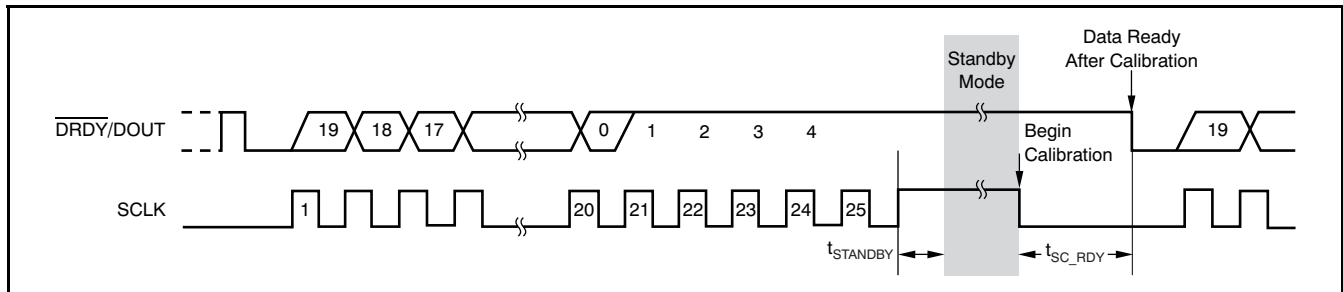 Data Ready
After Calibration
Standby
Mode
DRDY/DOUT
19 18 17 0 1 2 3 4 19
Begin
Calibration
SCLK
1 20 21 22 23 24 25
tSTANDBY
tSC_RDY